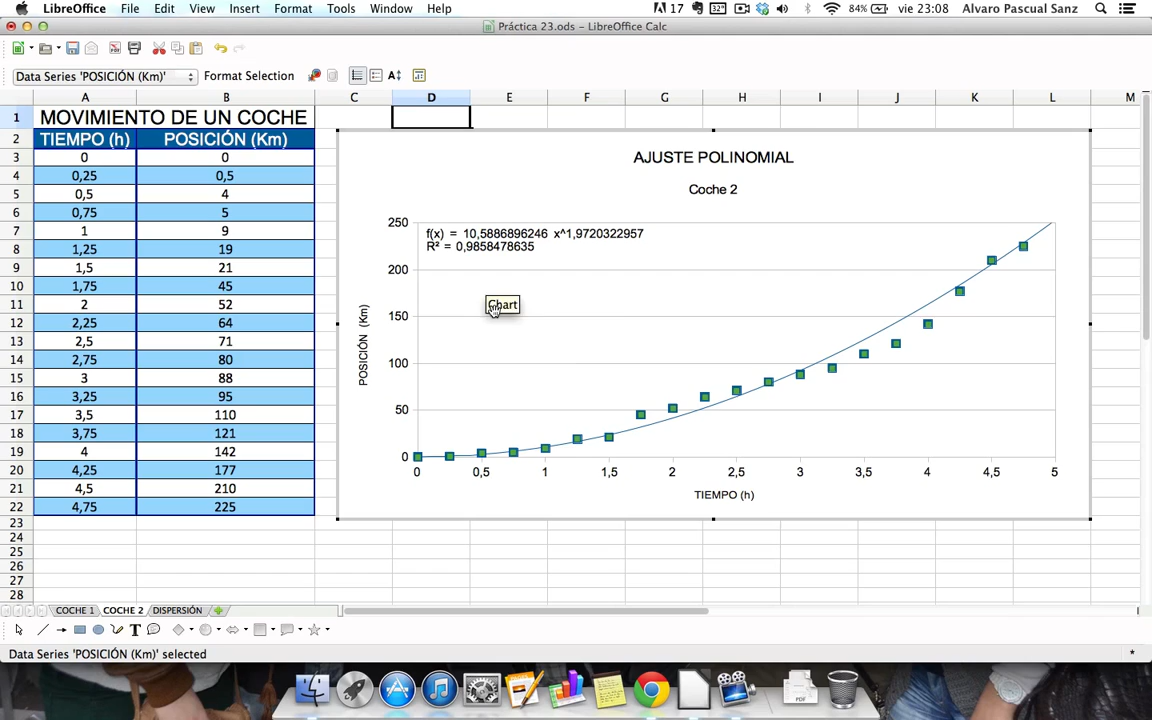 LibreOffice File Edit View Insert Format Tools Window Help 17 32° 84% vie 23:08 Alvaro Pascual Sanz
Práctica 23.ods – LibreOffice Calc
Data Series 'POSICIÓN (Km)' Format Selection
A B C D E F G H I J K L M
1 MOVIMIENTO DE UN COCHE
2 TIEMPO (h) POSICIÓN (Km)
3 0 0
4 0,25 0,5
5 0,5 4
6 0,75 5
7 1 9
8 1,25 19
9 1,5 21
10 1,75 45
11 2 52
12 2,25 64
13 2,5 71
14 2,75 80
15 3 88
16 3,25 95
17 3,5 110
18 3,75 121
19 4 142
20 4,25 177
21 4,5 210
22 4,75 225
23
24
25
26
27
28
AJUSTE POLINOMIAL
Coche 2
f(x) = 10,5886896246 x^1,9720322957
R² = 0,9858478635
Chart
POSICIÓN (Km)
250
200
150
100
50
0
0 0,5 1 1,5 2 2,5 3 3,5 4 4,5 5
TIEMPO (h)
COCHE 1 COCHE 2 DISPERSIÓN
Data Series 'POSICIÓN (Km)' selected *